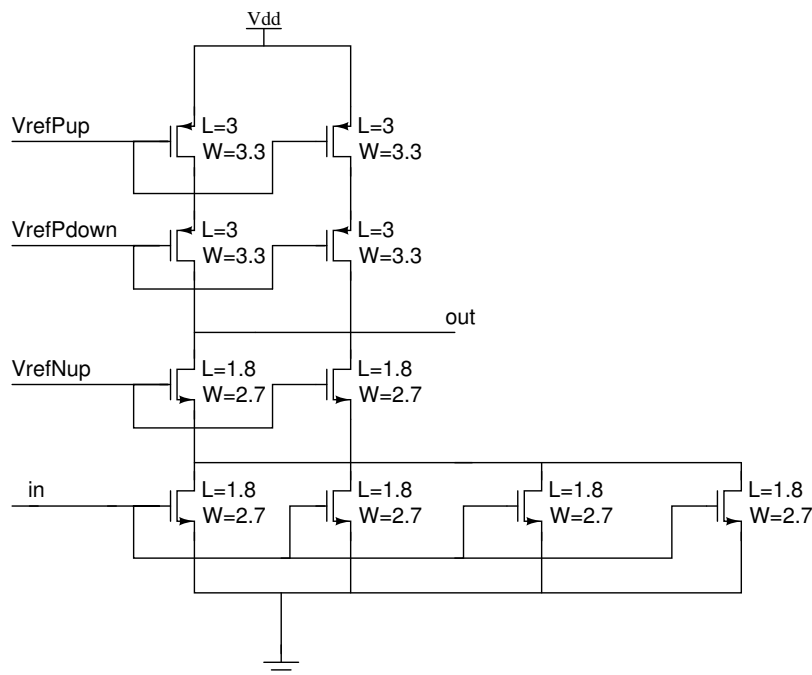 Vdd
VrefPup
L=3
W=3.3
L=3
W=3.3
VrefPdown
L=3
W=3.3
L=3
W=3.3
out
VrefNup
L=1.8
W=2.7
L=1.8
W=2.7
in
L=1.8
W=2.7
L=1.8
W=2.7
L=1.8
W=2.7
L=1.8
W=2.7